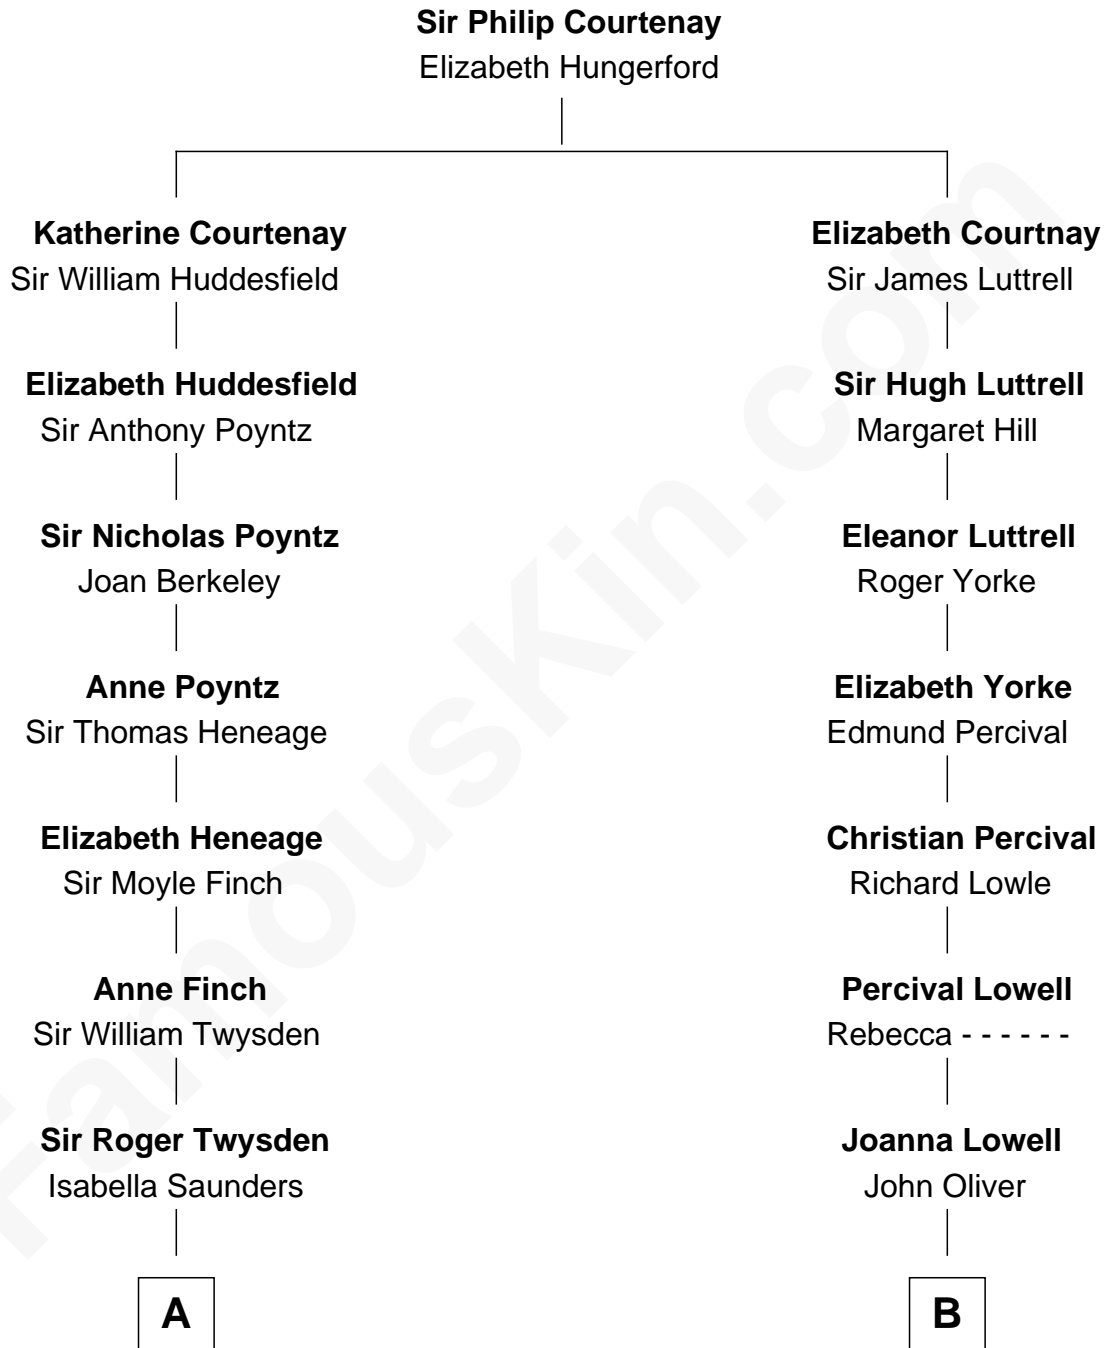 Sir Philip Courtenay
Elizabeth Hungerford
Katherine Courtenay
Sir William Huddesfield
Elizabeth Huddesfield
Sir Anthony Poyntz
Sir Nicholas Poyntz
Joan Berkeley
Anne Poyntz
Sir Thomas Heneage
Elizabeth Heneage
Sir Moyle Finch
Anne Finch
Sir William Twysden
Sir Roger Twysden
Isabella Saunders
A
Elizabeth Courtnay
Sir James Luttrell
Sir Hugh Luttrell
Margaret Hill
Eleanor Luttrell
Roger Yorke
Elizabeth Yorke
Edmund Percival
Christian Percival
Richard Lowle
Percival Lowell
Rebecca - - - - - -
Joanna Lowell
John Oliver
B
FamousKin.com